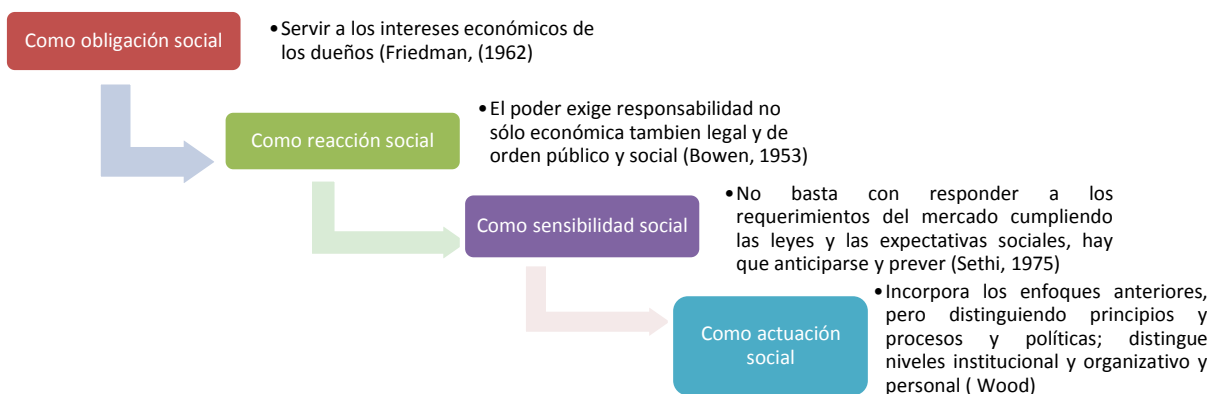 Como obligación social
•Servir a los intereses económicos de
los dueños (Friedman, (1962)
Como reacción social
•El poder exige responsabilidad no
sólo económica tambien legal y de
orden público y social (Bowen, 1953)
Como sensibilidad social
•No basta con responder a los
requerimientos del mercado cumpliendo
las leyes y las expectativas sociales, hay
que anticiparse y prever (Sethi, 1975)
Como actuación
social
•Incorpora los enfoques anteriores,
pero distinguiendo principios y
procesos y políticas; distingue
niveles institucional y organizativo y
personal ( Wood)